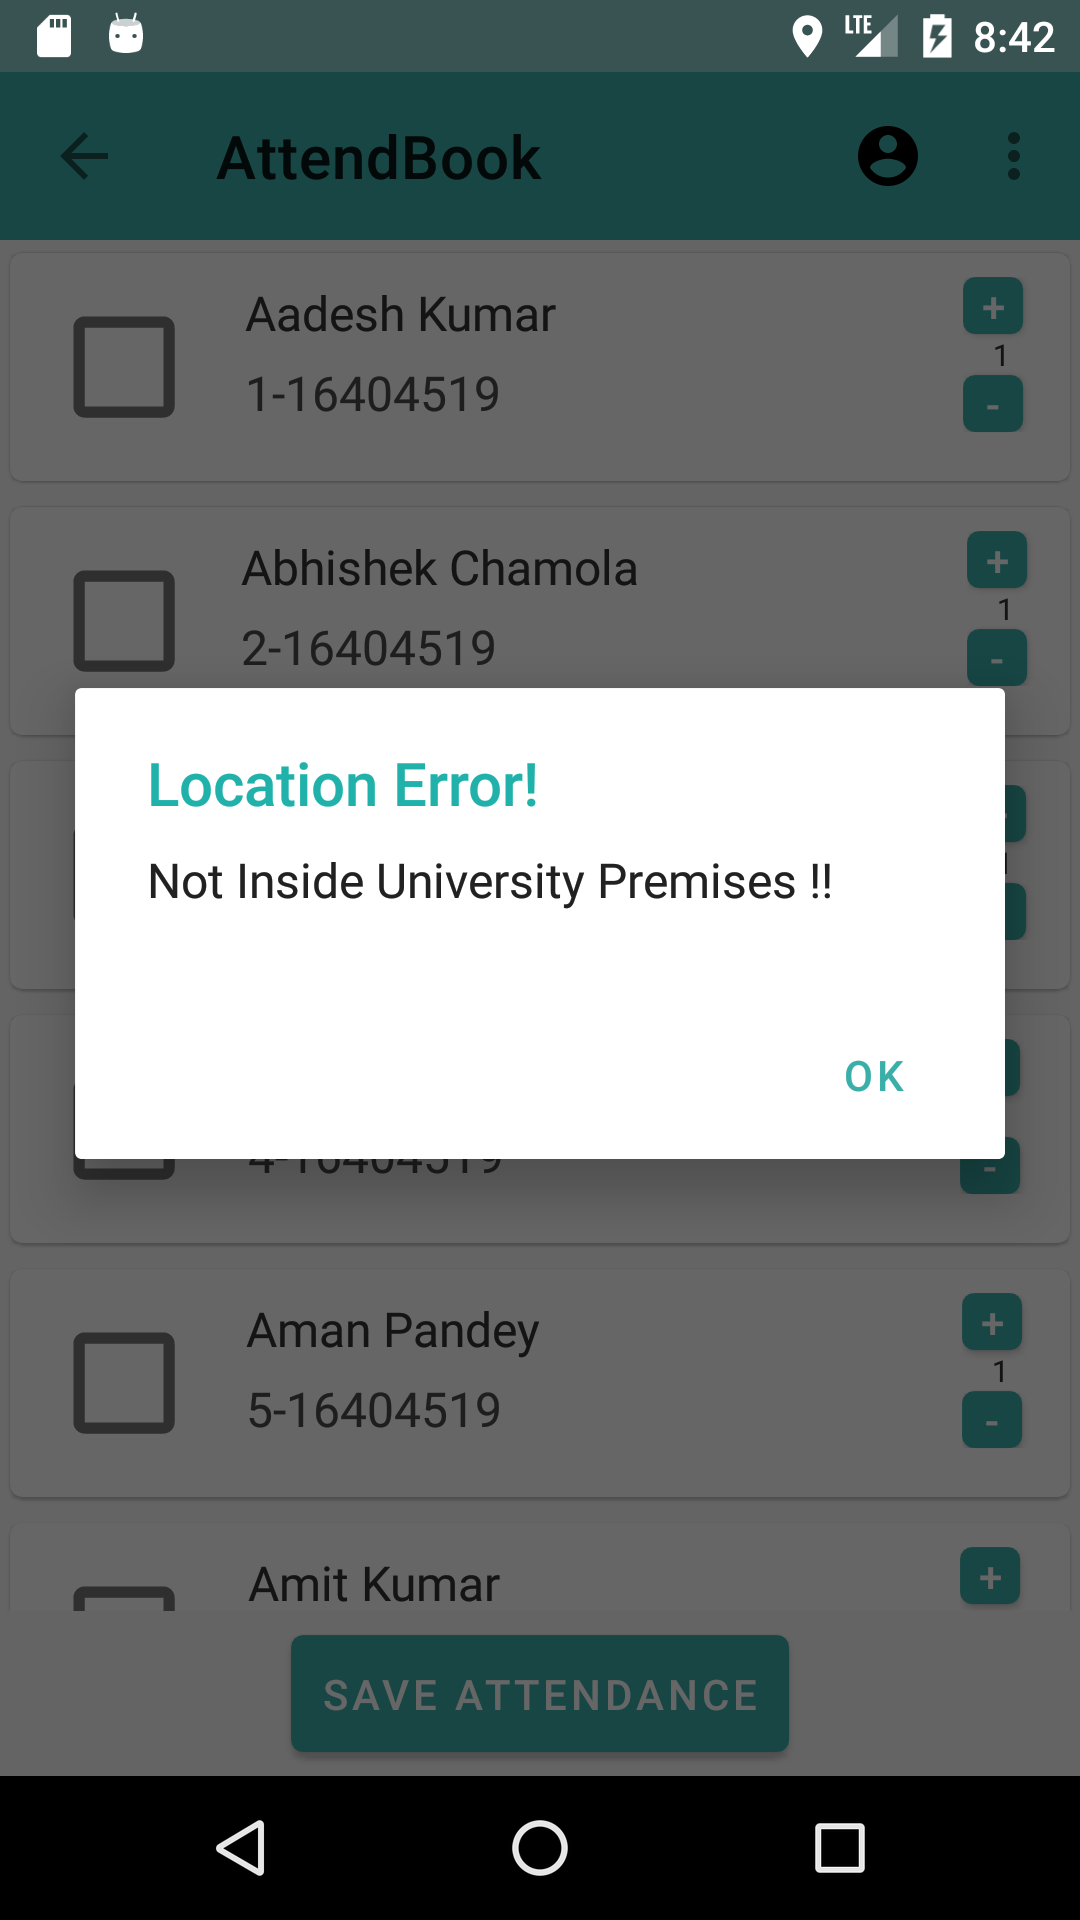 LTE 8:42
AttendBook
Aadesh Kumar
+
1
1-16404519
-
Abhishek Chamola
+
1
2-16404519
-
Location Error!
Not Inside University Premises !!
OK
4-16404519
-
Aman Pandey
+
1
5-16404519
-
Amit Kumar
+
SAVE ATTENDANCE